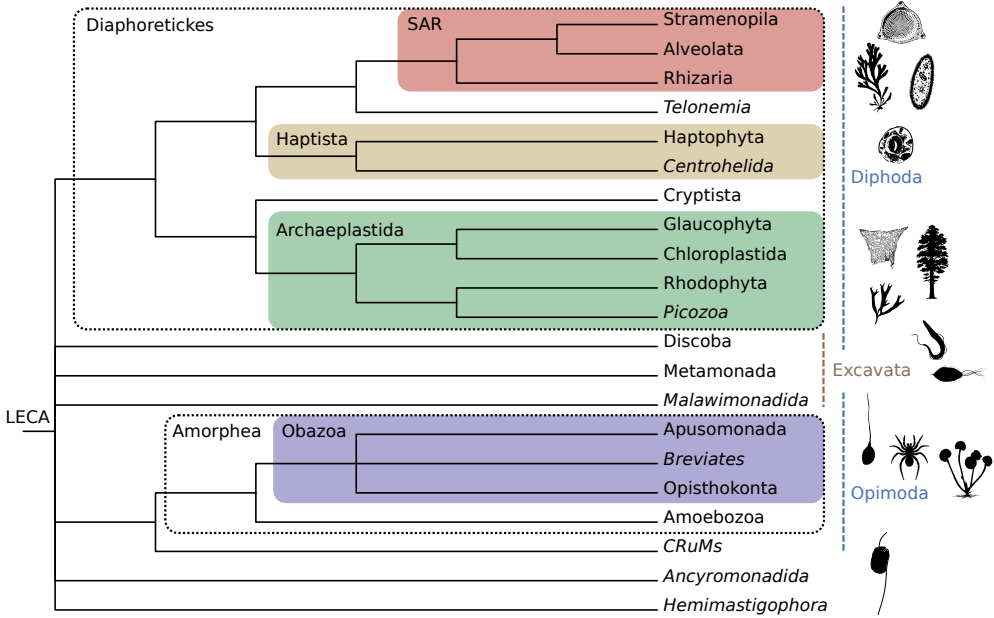 Diaphoretickes
SAR
Stramenopila
Alveolata
Rhizaria
Telonemia
Haptista
Haptophyta
Centrohelida
Diphoda
Cryptista
Archaeplastida
Glaucophyta
Chloroplastida
Rhodophyta
Picozoa
Discoba
Metamonada
Excavata
Malawimonadida
LECA
Amorphea
Obazoa
Apusomonada
Breviates
Opisthokonta
Opimoda
Amoebozoa
CRuMs
Ancyromonadida
Hemimastigophora